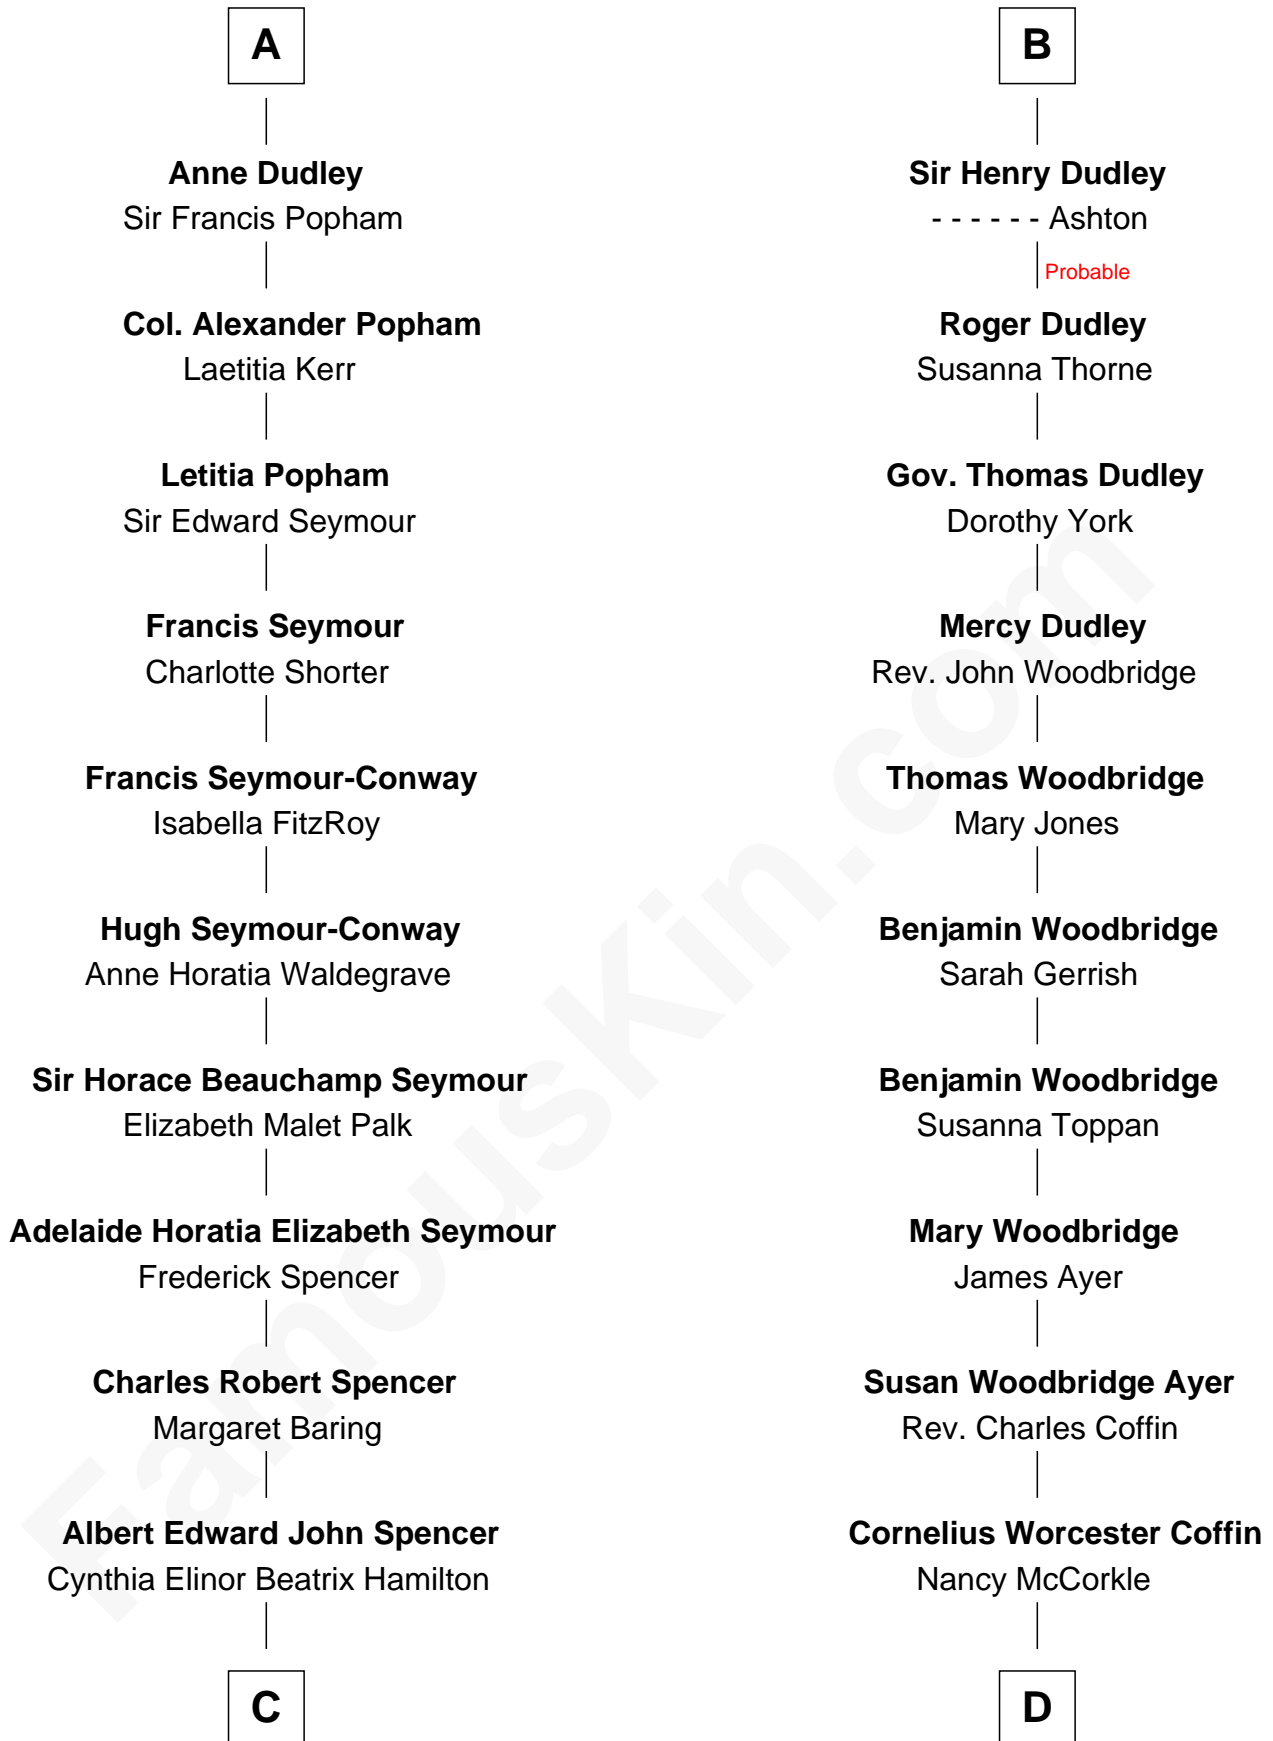 A
Anne Dudley
Sir Francis Popham
Col. Alexander Popham
Laetitia Kerr
Letitia Popham
Sir Edward Seymour
Francis Seymour
Charlotte Shorter
Francis Seymour-Conway
Isabella FitzRoy
Hugh Seymour-Conway
Anne Horatia Waldegrave
Sir Horace Beauchamp Seymour
Elizabeth Malet Palk
Adelaide Horatia Elizabeth Seymour
Frederick Spencer
Charles Robert Spencer
Margaret Baring
Albert Edward John Spencer
Cynthia Elinor Beatrix Hamilton
C
B
Sir Henry Dudley
- - - - - - Ashton
Probable
Roger Dudley
Susanna Thorne
Gov. Thomas Dudley
Dorothy York
Mercy Dudley
Rev. John Woodbridge
Thomas Woodbridge
Mary Jones
Benjamin Woodbridge
Sarah Gerrish
Benjamin Woodbridge
Susanna Toppan
Mary Woodbridge
James Ayer
Susan Woodbridge Ayer
Rev. Charles Coffin
Cornelius Worcester Coffin
Nancy McCorkle
D
FamousKin.com